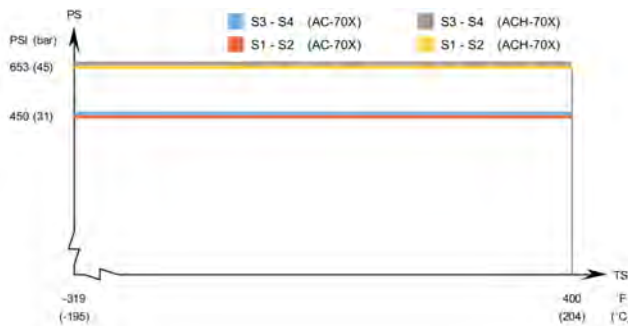 PS
S3 - S4 (AC-70X)
S3 - S4 (ACH-70X)
PSI (bar)
S1 - S2 (AC-70X)
S1 - S2 (ACH-70X)
653 (45)
450 (31)
TS
-319
400
°F
(-195)
(204)
(°C)